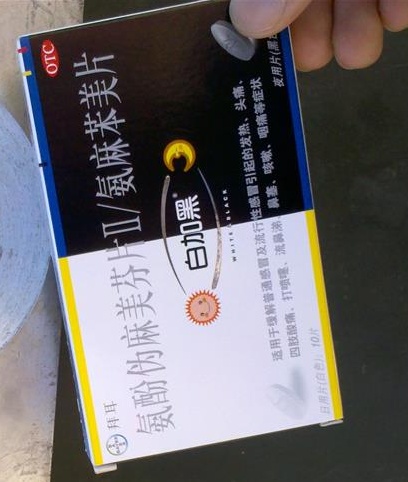 OTC
拜耳
氨酚伪麻美芬片Ⅱ/氨麻苯美片
白加黑®
WHITE & BLACK
适用于缓解普通感冒及流行性感冒引起的发热、头痛、
四肢酸痛、打喷嚏、流鼻涕、鼻塞、咳嗽、咽痛等症状
日用片(白色), 10片
夜用片(黑